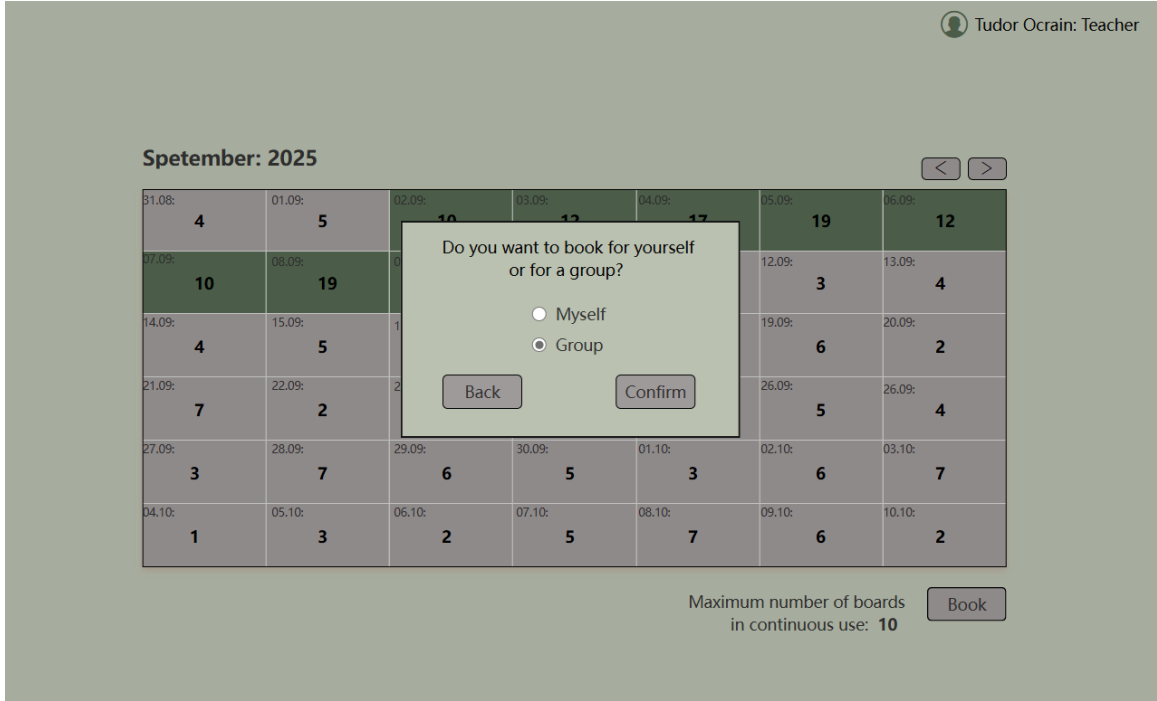 Tudor Ocrain: Teacher
Spetember: 2025
< >
31.08: 01.09: 02.09: 03.09: 04.09: 05.09: 06.09:
4 5 10 12 17 19 12
Do you want to book for yourself
or for a group?
07.09: 08.09: 12.09: 13.09:
10 19 3 4
Myself
14.09: 15.09: 19.09: 20.09:
Group
4 5 6 2
21.09: 22.09: 26.09: 26.09:
Back Confirm
7 2 5 4
27.09: 28.09: 29.09: 30.09: 01.10: 02.10: 03.10:
3 7 6 5 3 6 7
04.10: 05.10: 06.10: 07.10: 08.10: 09.10: 10.10:
1 3 2 5 7 6 2
Maximum number of boards
in continuous use: 10
Book